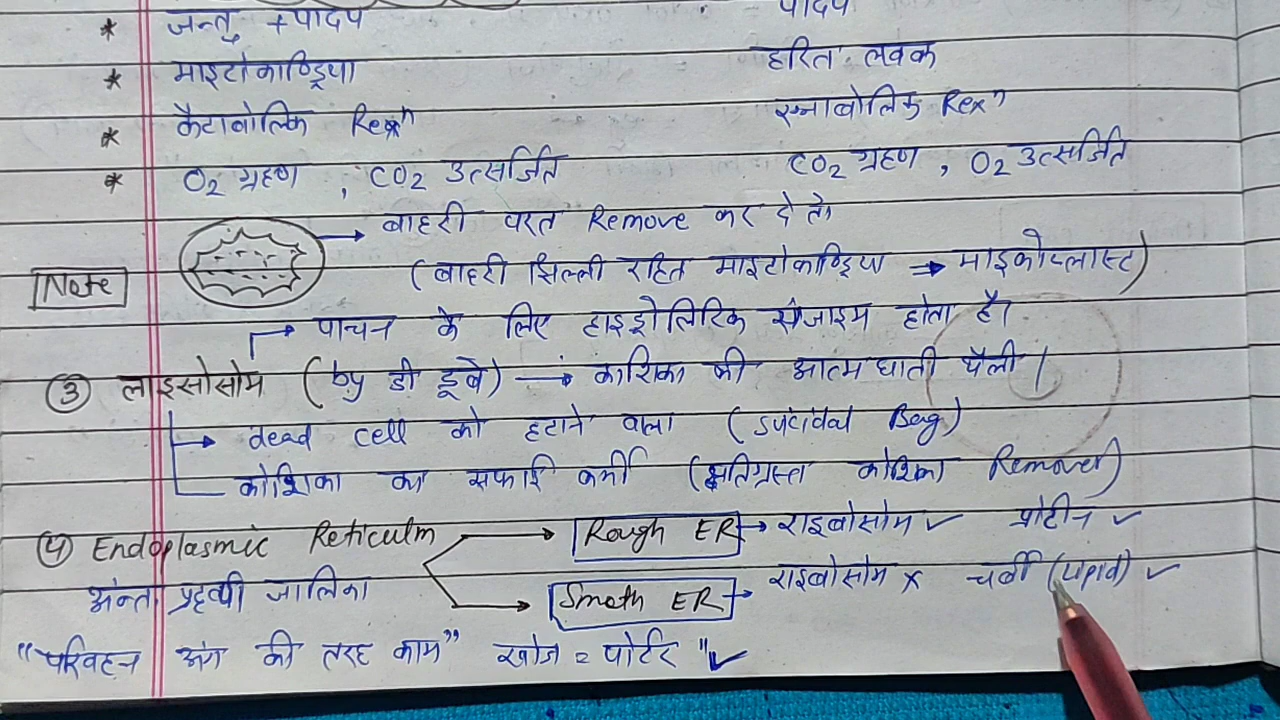 * जन्तु + पादप पादप
* माइटोकाण्ड्रिया हरित लवक
* कैटाबोलिक Rexⁿ एनाबोलिक Rexⁿ
* O₂ ग्रहण , CO₂ उत्सर्जित CO₂ ग्रहण , O₂ उत्सर्जित
→ बाहरी परत Remove कर दे तो
Note (बाहरी झिल्ली रहित माइटोकाण्ड्रिया → माइकोप्लास्ट)
→ पाचन के लिए हाइड्रोलिटिक एंजाइम होता है।
③ लाइसोसोम (by डी डूबे) → कोशिका की आत्मघाती थैली।
→ dead cell को हटाने वाला (Suicidal Bag)
कोशिका का सफाई कर्मी (क्षतिग्रस्त कोशिका Remover)
④ Endoplasmic Reticulm → Rough ER → राइबोसोम ✓ प्रोटीन ✓
अन्तः प्रद्रव्यी जालिका → Smoth ER → राइबोसोम × चर्बी (लिपिड) ✓
"परिवहन अंग की तरह काम" खोज = पोर्टर "✓